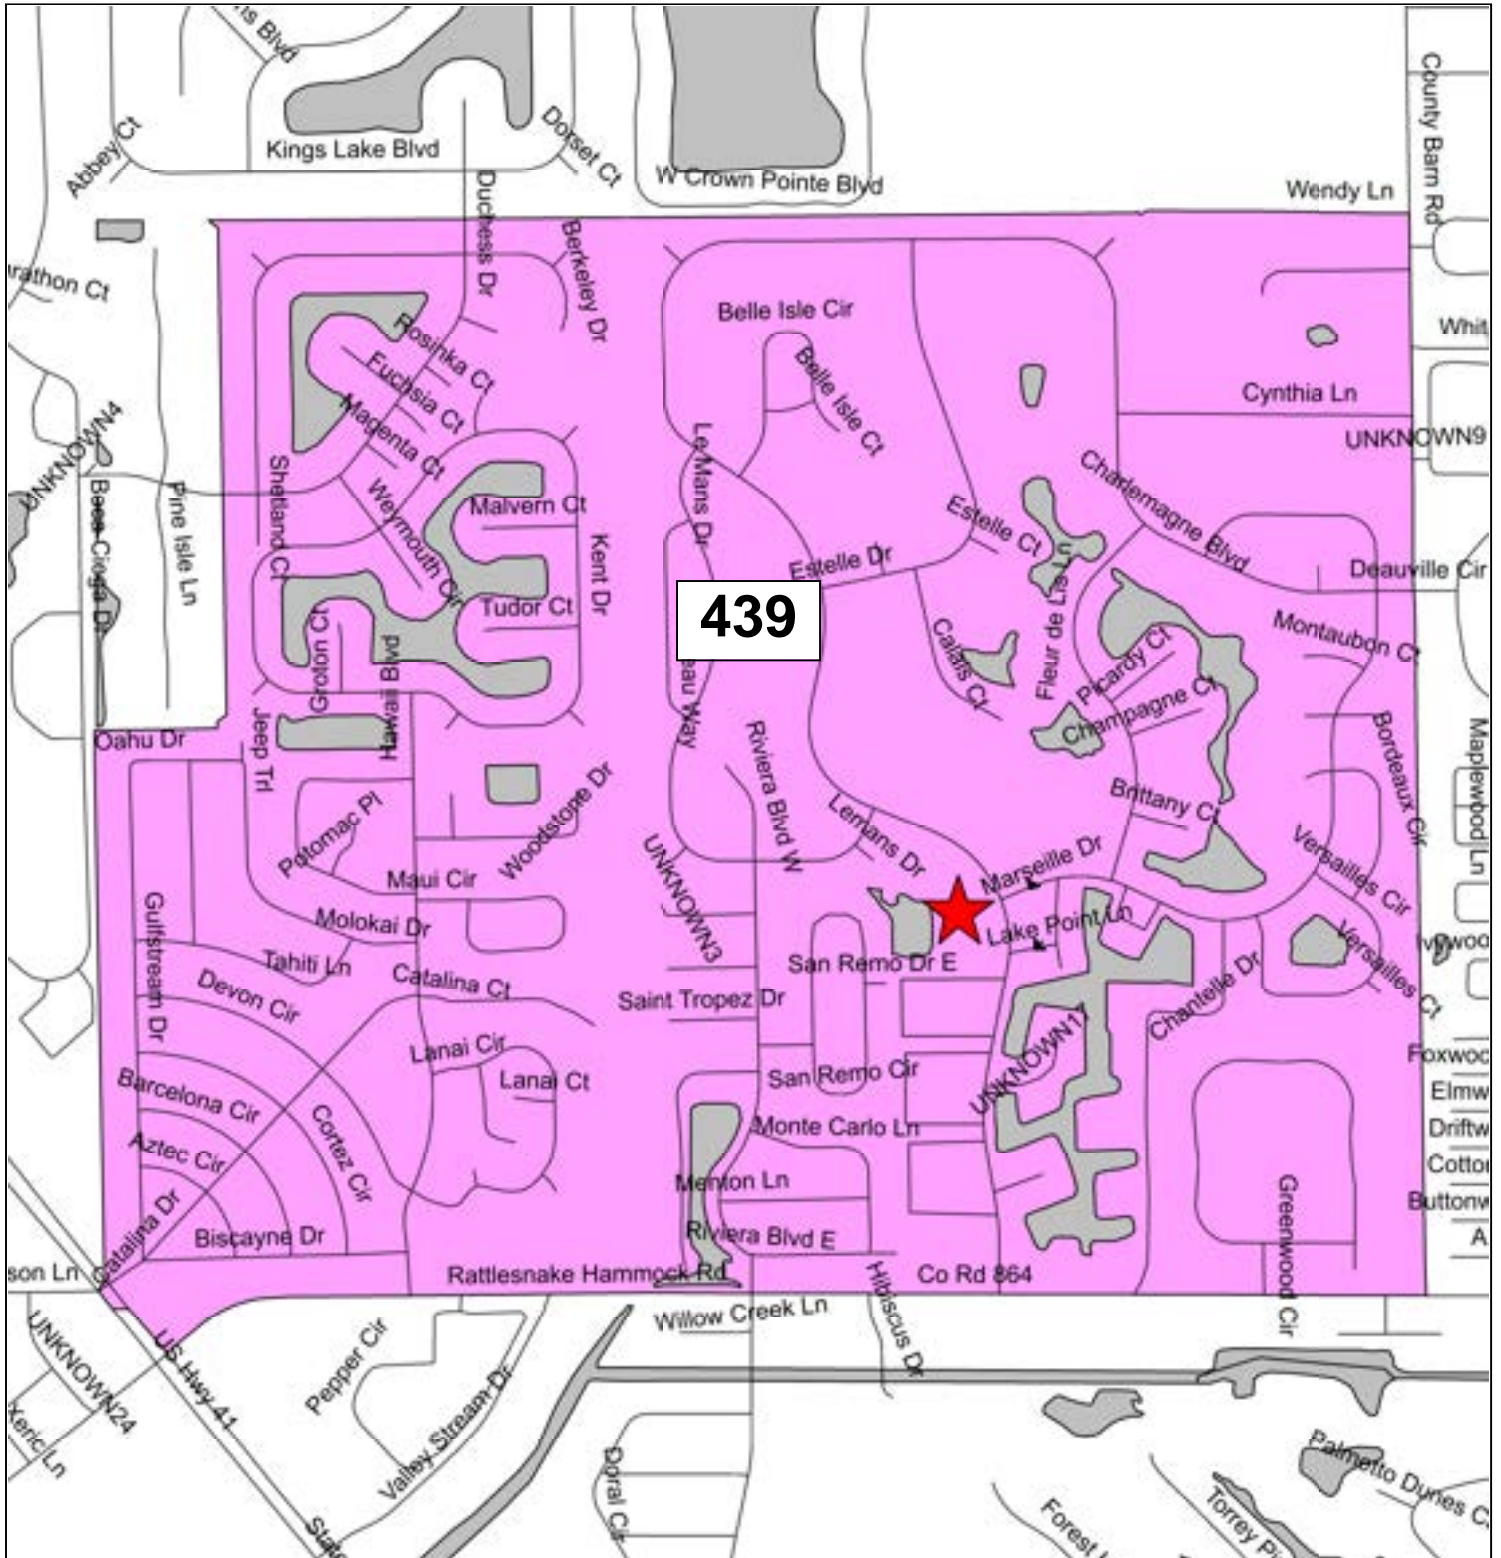 Kings Lake Blvd
Abbey Ct
Dorset Ct
W Crown Pointe Blvd
County Barn Rd
Wendy Ln
Duchess Dr
Berkeley Dr
Belle Isle Cir
Rosinka Ct
Fuchsia Ct
Magenta Ct
Belle Isle Ct
Cynthia Ln
UNKNOWN4
UNKNOWN9
Le Mans Dr
Charlemagne Blvd
Shetland Ct
Weymouth Cir
Malvern Ct
Pine Isle Ln
Kent Dr
Estelle Ct
Estelle Dr
Deauville Cir
439
Tudor Ct
Groton Ct
Hawaii Blvd
Calais Ct
Fleur de Lis Ln
Picardy Ct
Champagne Ct
Montaubon Ct
Oahu Dr
Jeep Trl
Riviera Blvd W
Bordeaux Cir
Maplewood Ln
Potomac Pl
Woodstone Dr
Lemans Dr
Brittany Ct
Marseille Dr
Versailles Cir
Maui Cir
UNKNOWN3
Gulfstream Dr
Molokai Dr
Lake Point Ln
Versailles Ct
Tahiti Ln
Catalina Ct
San Remo Dr E
Devon Cir
Saint Tropez Dr
Chantelle Dr
Lanai Cir
Lanai Ct
San Remo Cir
Barcelona Cir
Cortez Cir
Monte Carlo Ln
Aztec Cir
Menton Ln
Greenwood Cir
Catalina Dr
Biscayne Dr
Riviera Blvd E
son Ln
Rattlesnake Hammock Rd
Co Rd 864
Willow Creek Ln
Hibiscus Dr
UNKNOWN24
US Hwy 41
Pepper Cir
Valley Stream Dr
Xeric Ln
Doral Cir
Palmetto Dunes C